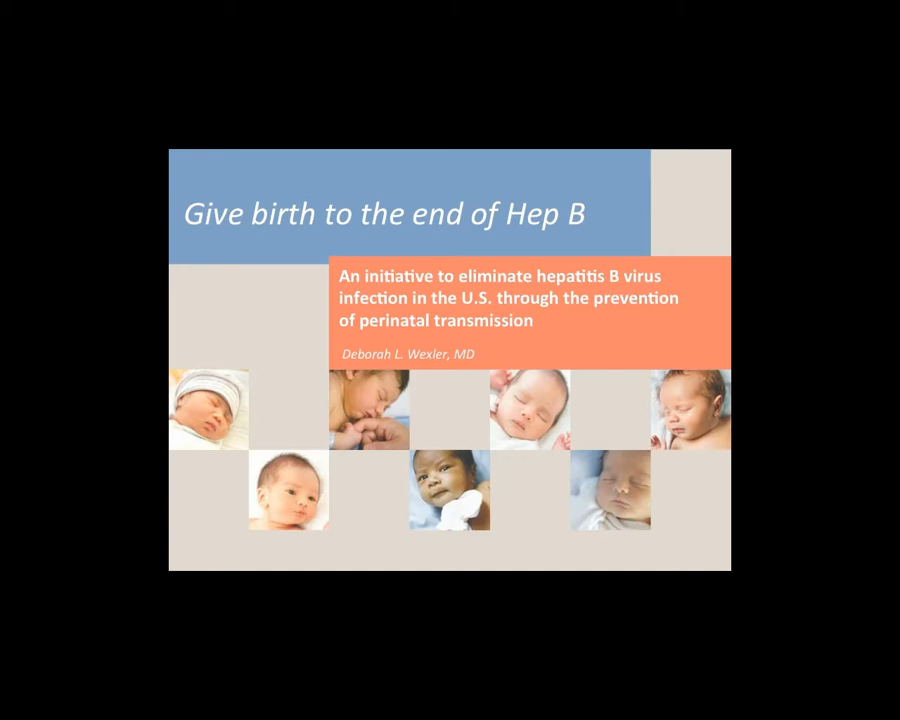 Give birth to the end of Hep B
An initiative to eliminate hepatitis B virus
infection in the U.S. through the prevention
of perinatal transmission
Deborah L. Wexler, MD